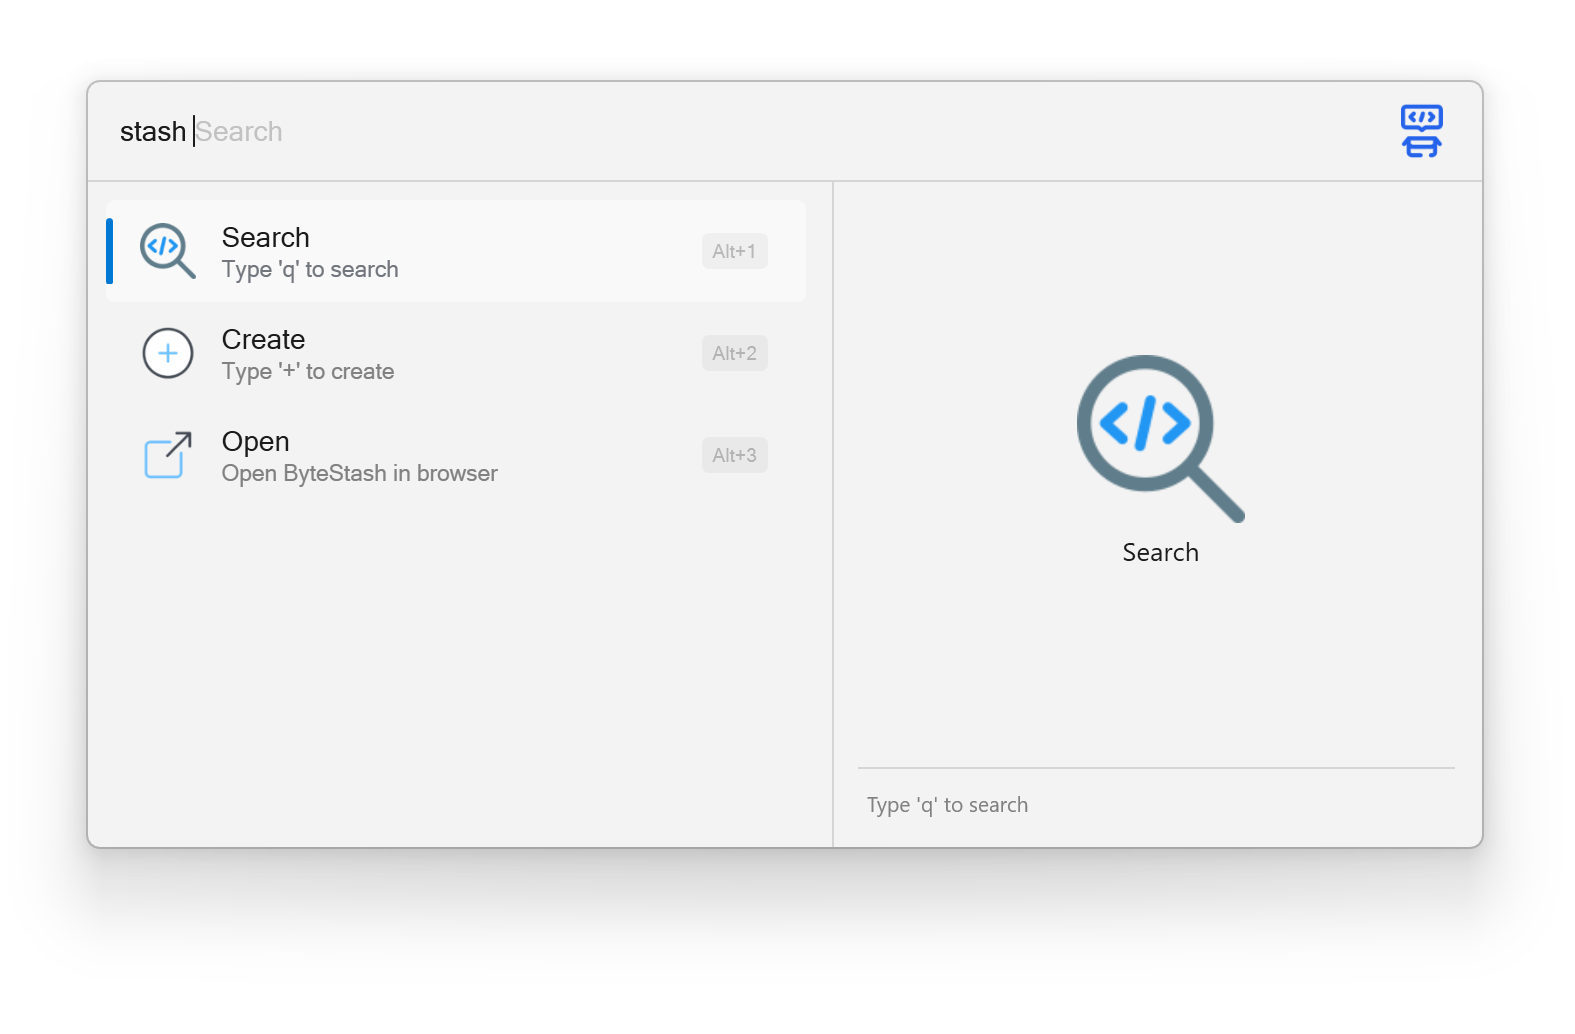 stash Search
Search
Type 'q' to search
Alt+1
Create
Type '+' to create
Alt+2
Open
Open ByteStash in browser
Alt+3
Search
Type 'q' to search